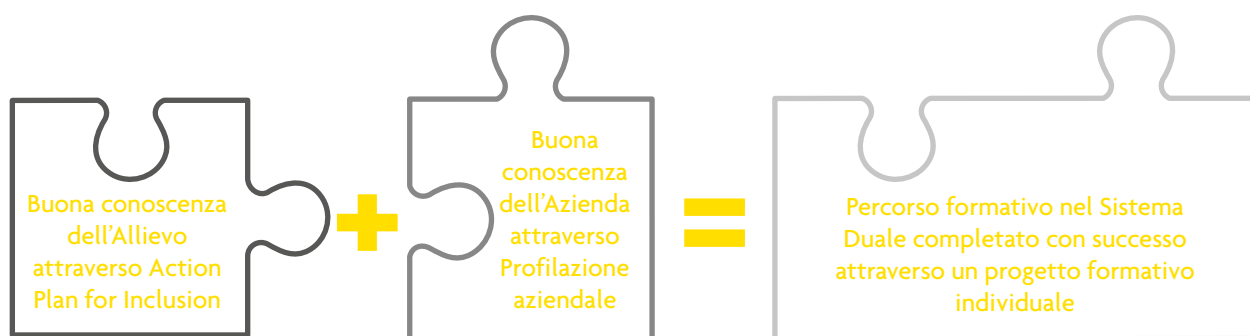 Buona conoscenza
dell'Allievo
attraverso Action
Plan for Inclusion
+
Buona
conoscenza
dell'Azienda
attraverso
Profilazione
aziendale
=
Percorso formativo nel Sistema
Duale completato con successo
attraverso un progetto formativo
individuale